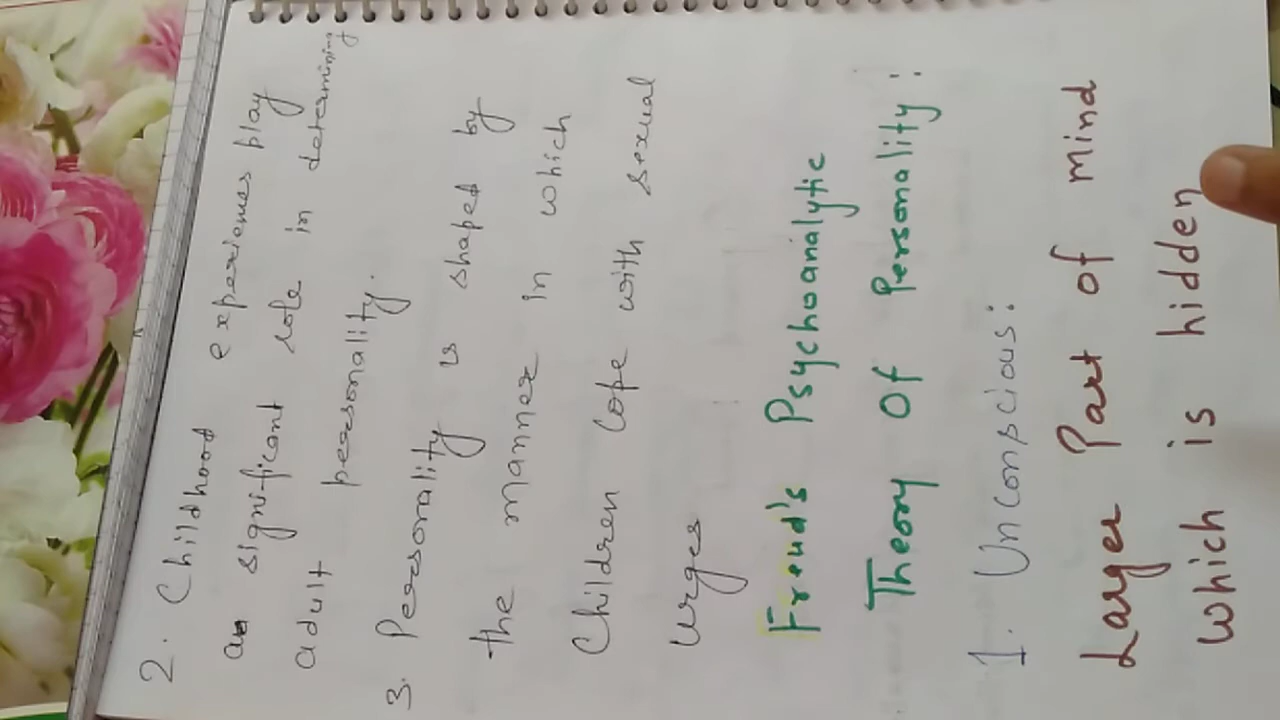 2. Childhood experiences play
a significant role in determining
adult personality.
3. Personality is shaped by
the manner in which
Children cope with sexual
urges
Freud's Psychoanalytic
Theory Of Personality:
1. Unconscious:
Larger Part of mind
which is hidden